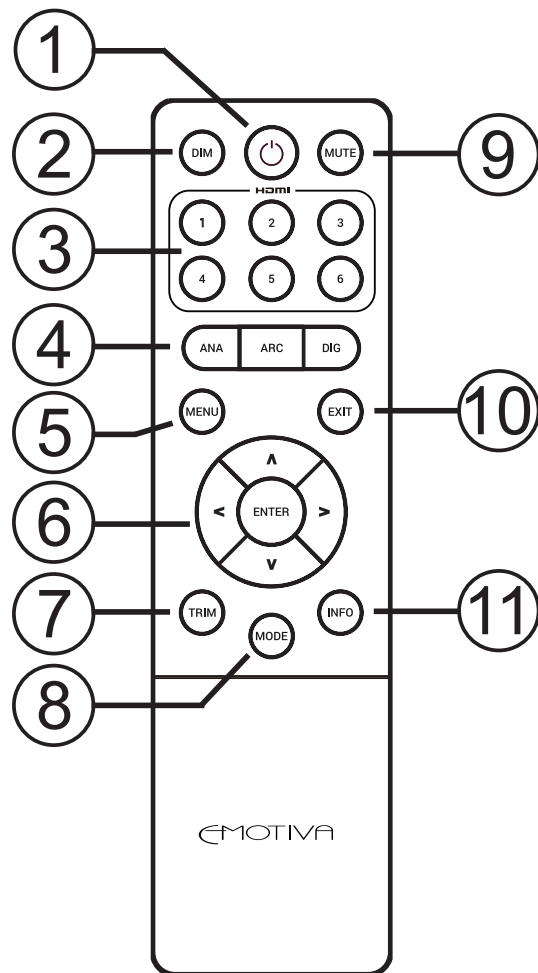 1
2 DIM MUTE 9
HDMI
1 2 3
3
4 5 6
4 ANA ARC DIG
5 MENU EXIT 10
∧
6 < ENTER >
∨
7 TRIM INFO 11
MODE
8
EMOTIVA